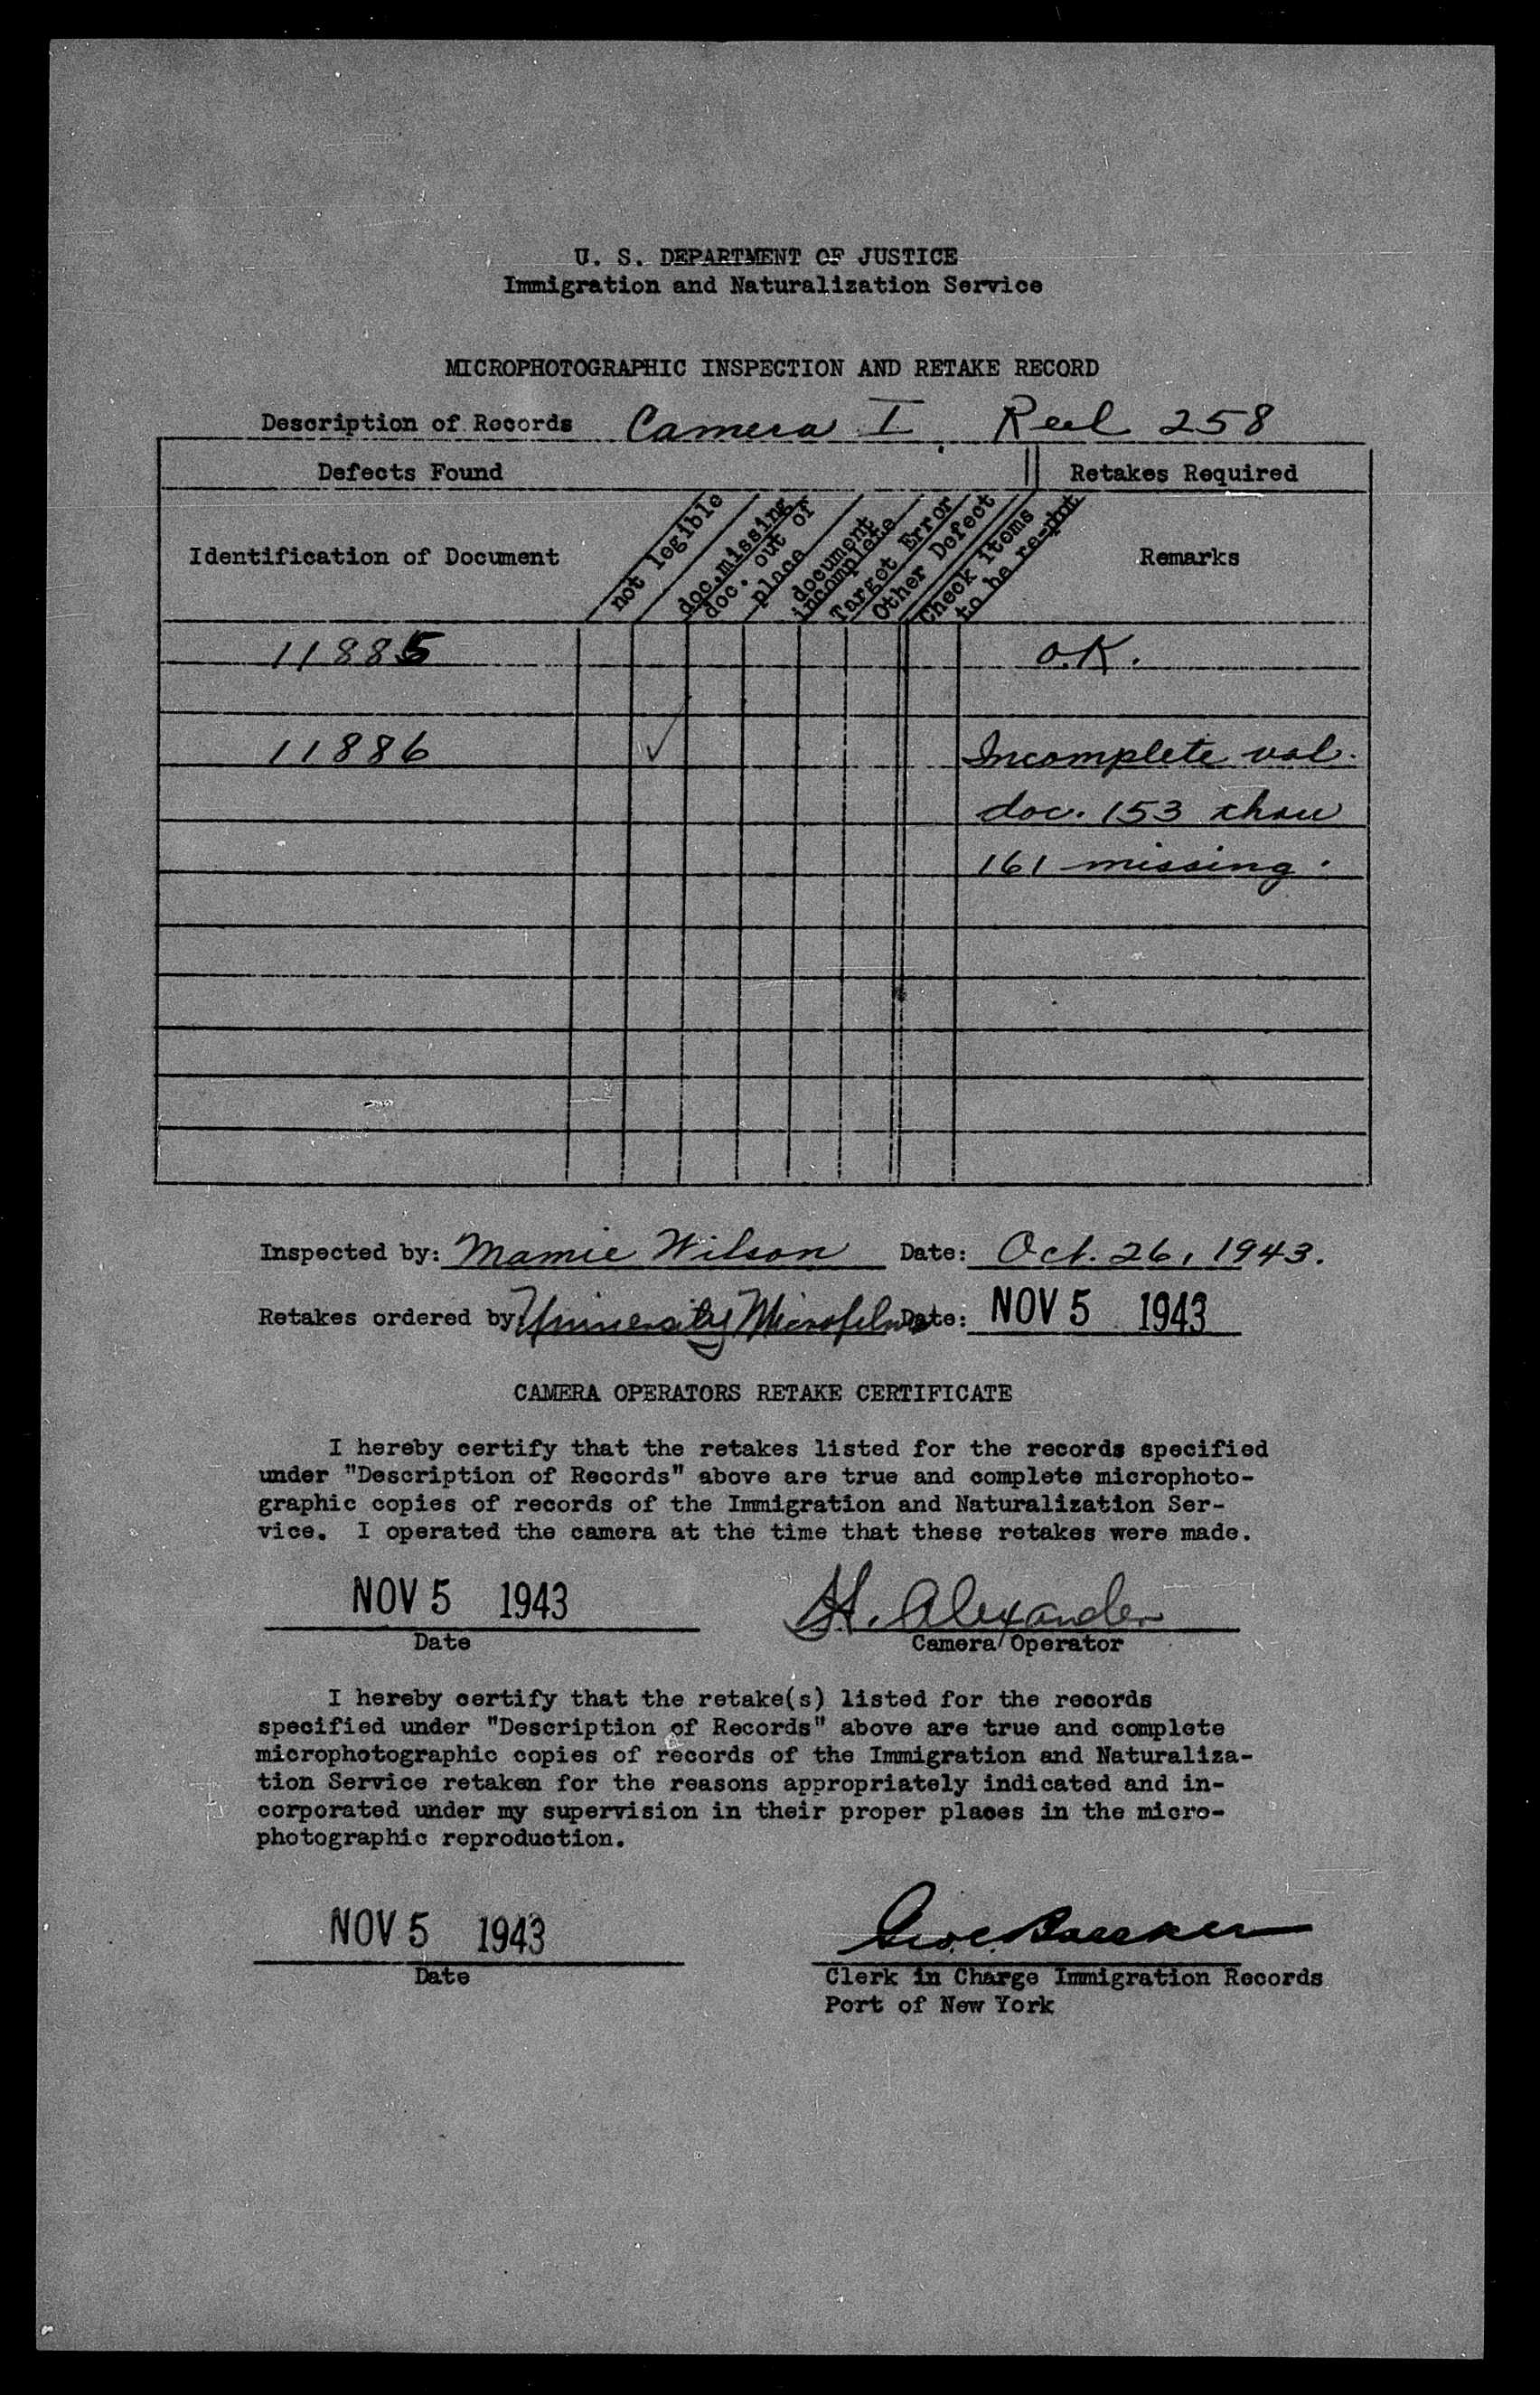 U. S. DEPARTMENT OF JUSTICE
Immigration and Naturalization Service
MICROPHOTOGRAPHIC INSPECTION AND RETAKE RECORD
Description of Records Camera I Reel 258
Defects Found Retakes Required
Identification of Document
not legible
doc. missing
doc. out of
place
document
incomplete
Target Error
Other Defect
Check items
to be re-phot
Remarks
11885 O.K.
11886 ✓ Incomplete vol.
doc. 153 thru
161 missing.
Inspected by: Mamie Wilson Date: Oct. 26, 1943.
Retakes ordered by: University Microfilms Date: NOV 5 1943
CAMERA OPERATORS RETAKE CERTIFICATE
I hereby certify that the retakes listed for the records specified
under "Description of Records" above are true and complete microphoto-
graphic copies of records of the Immigration and Naturalization Ser-
vice. I operated the camera at the time that these retakes were made.
NOV 5 1943 H. Alexander
Date Camera Operator
I hereby certify that the retake(s) listed for the records
specified under "Description of Records" above are true and complete
microphotographic copies of records of the Immigration and Naturaliza-
tion Service retaken for the reasons appropriately indicated and in-
corporated under my supervision in their proper places in the micro-
photographic reproduction.
NOV 5 1943
Date Clerk in Charge Immigration Records
Port of New York